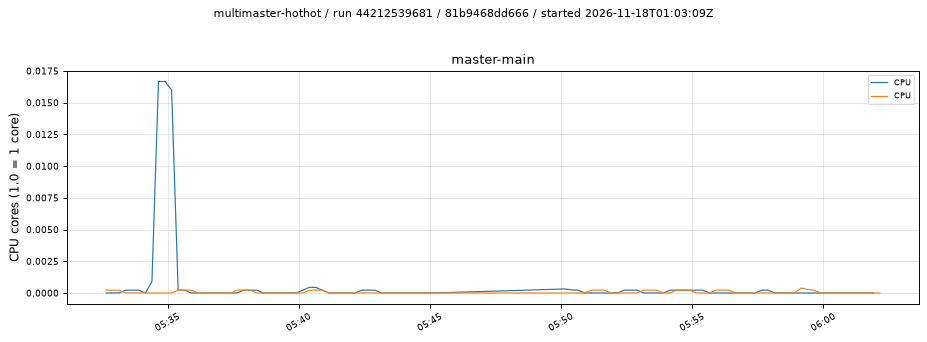 multimaster-hothot / run 44212539681 / 81b9468dd666 / started 2026-11-18T01:03:09Z
master-main
CPU cores (1.0 = 1 core)
0.0175
0.0150
0.0125
0.0100
0.0075
0.0050
0.0025
0.0000
CPU
CPU
05:35
05:40
05:45
05:50
05:55
06:00